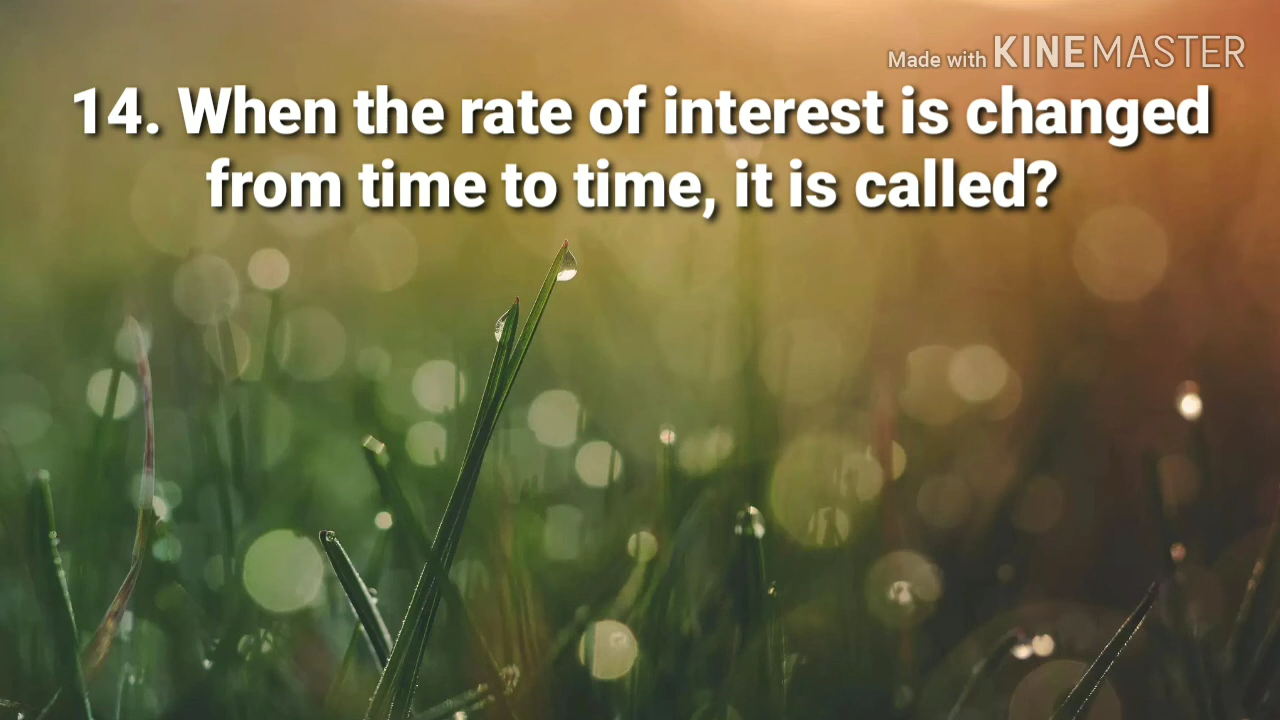 Made with KINEMASTER
14. When the rate of interest is changed
from time to time, it is called?